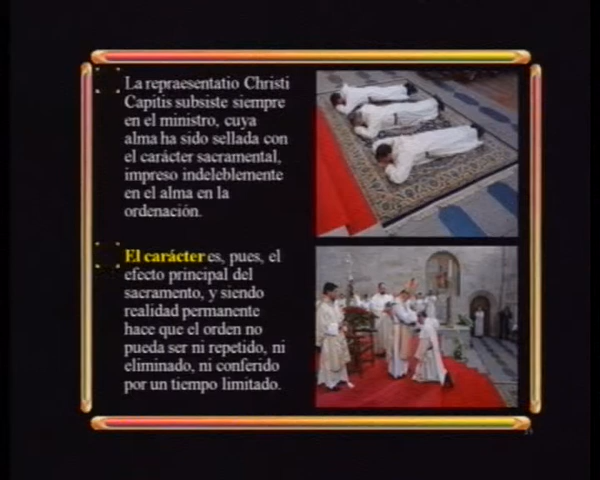 La repraesentatio Christi
Capitis subsiste siempre
en el ministro, cuya
alma ha sido sellada con
el carácter sacramental,
impreso indeleblemente
en el alma en la
ordenación.
El carácter es, pues, el
efecto principal del
sacramento, y siendo
realidad permanente
hace que el orden no
pueda ser ni repetido, ni
eliminado, ni conferido
por un tiempo limitado.